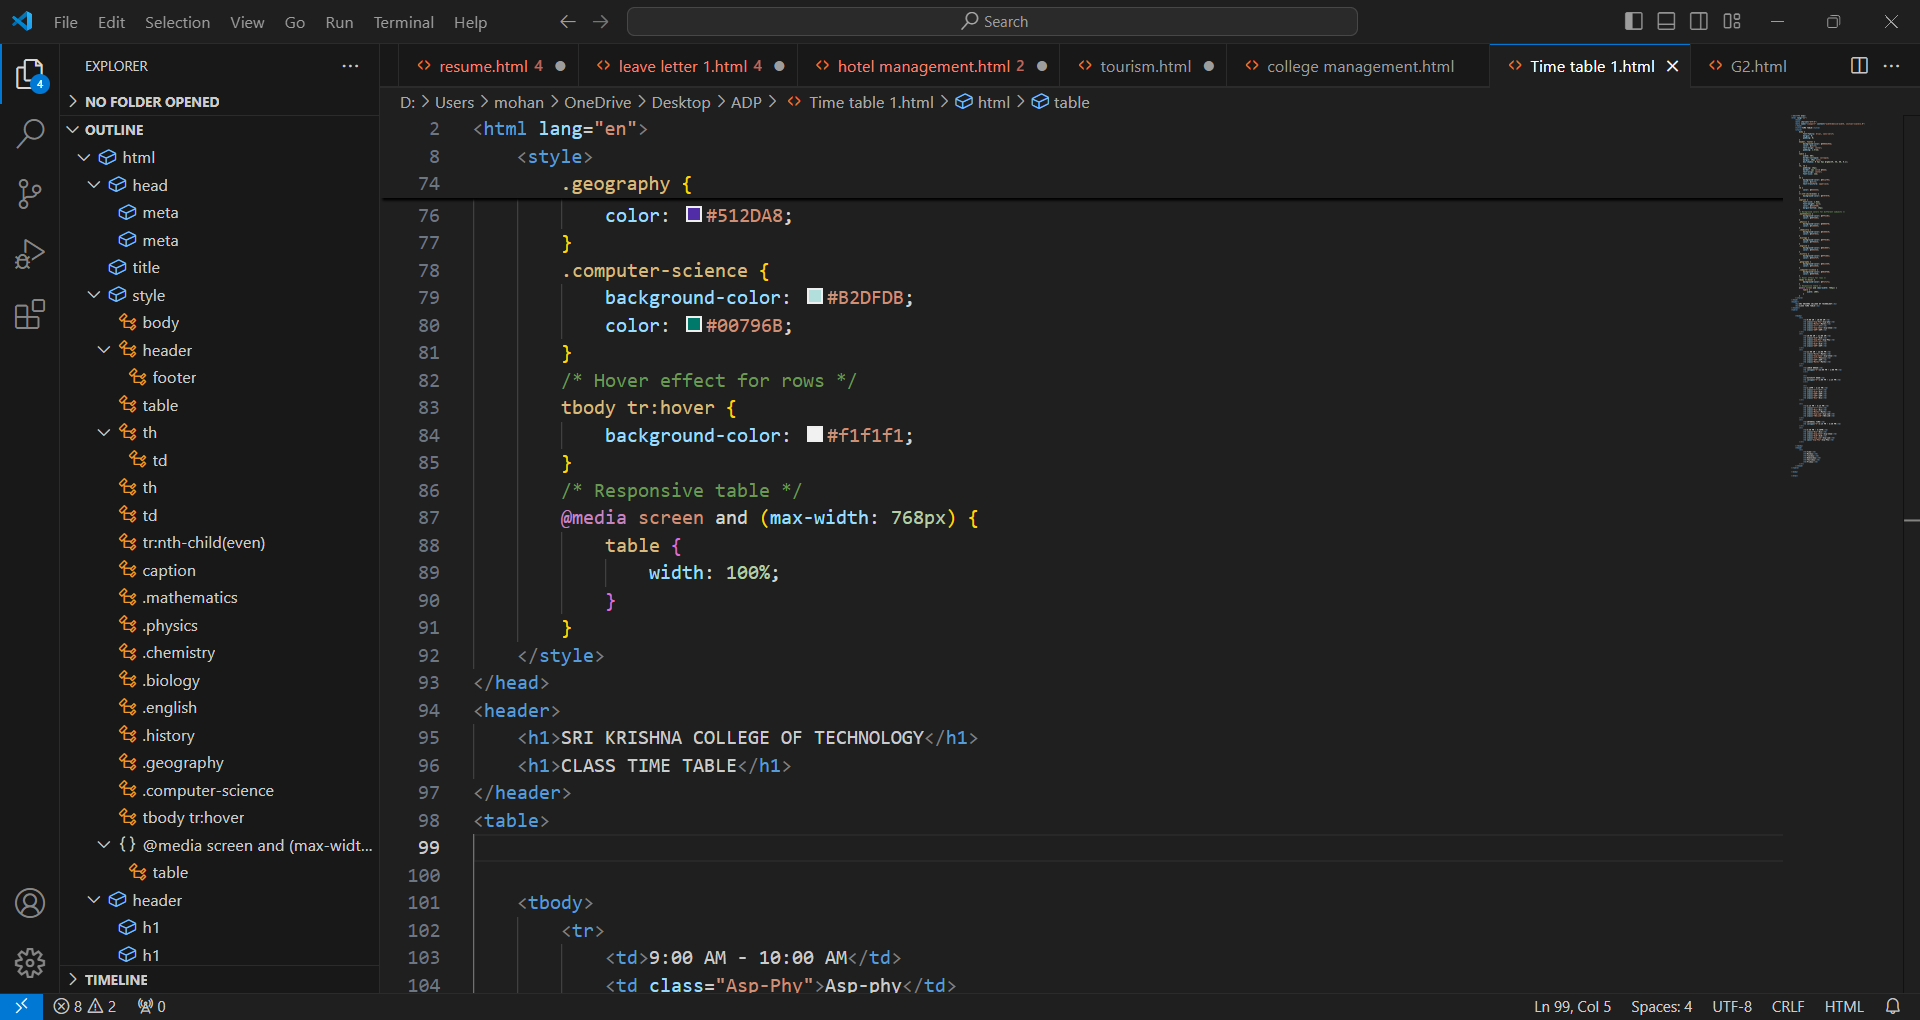 File Edit Selection View Go Run Terminal Help
Search
EXPLORER
NO FOLDER OPENED
OUTLINE
html
head
meta
meta
title
style
body
header
footer
table
th
td
th
td
tr:nth-child(even)
caption
.mathematics
.physics
.chemistry
.biology
.english
.history
.geography
.computer-science
tbody tr:hover
{} @media screen and (max-widt...
table
header
h1
h1
TIMELINE
4
resume.html 4
leave letter 1.html 4
hotel management.html 2
tourism.html
college management.html
Time table 1.html
G2.html
D: > Users > mohan > OneDrive > Desktop > ADP > Time table 1.html > html > table
2 <html lang="en">
8 <style>
74 .geography {
76 color: #512DA8;
77 }
78 .computer-science {
79 background-color: #B2DFDB;
80 color: #00796B;
81 }
82 /* Hover effect for rows */
83 tbody tr:hover {
84 background-color: #f1f1f1;
85 }
86 /* Responsive table */
87 @media screen and (max-width: 768px) {
88 table {
89 width: 100%;
90 }
91 }
92 </style>
93 </head>
94 <header>
95 <h1>SRI KRISHNA COLLEGE OF TECHNOLOGY</h1>
96 <h1>CLASS TIME TABLE</h1>
97 </header>
98 <table>
99
100
101 <tbody>
102 <tr>
103 <td>9:00 AM - 10:00 AM</td>
104 <td class="Asp-Phy">Asp-phy</td>
8 2 0
Ln 99, Col 5 Spaces: 4 UTF-8 CRLF HTML